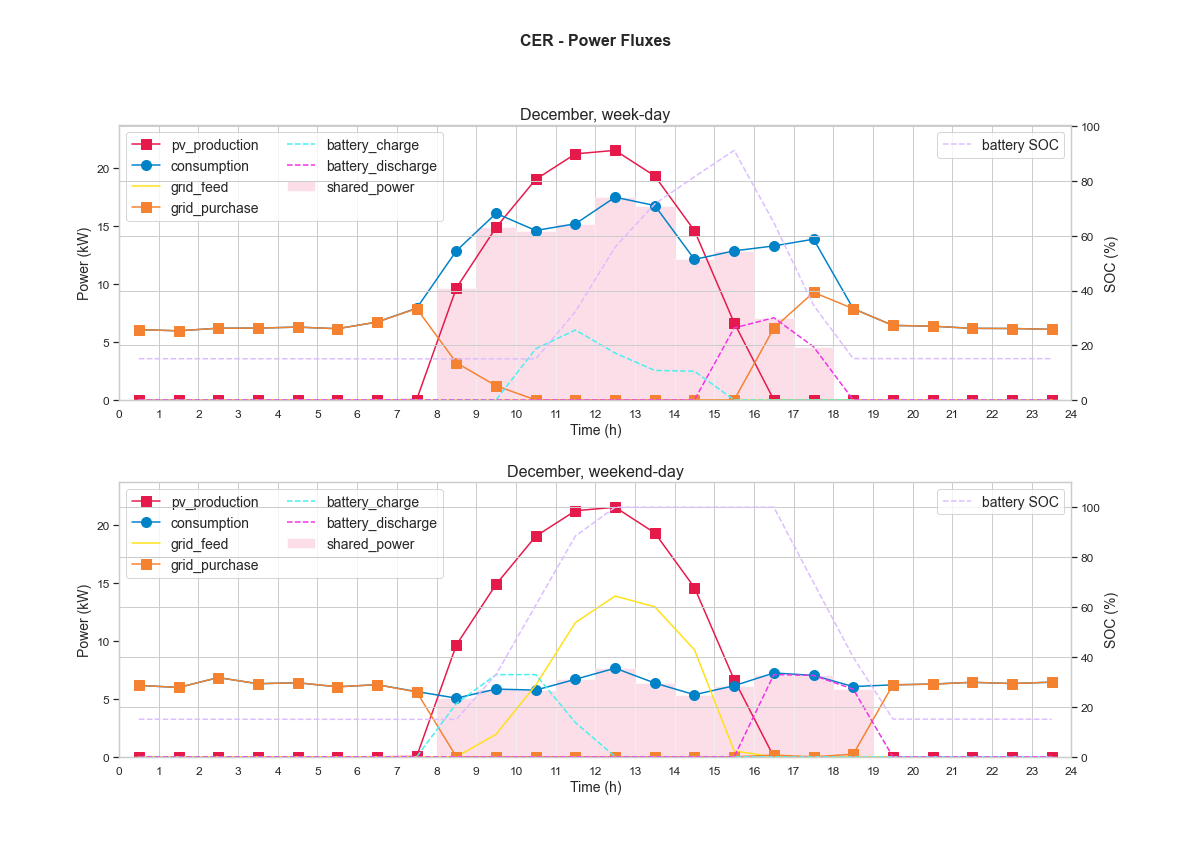 CER - Power Fluxes
December, week-day
pv_production
consumption
grid_feed
grid_purchase
battery_charge
battery_discharge
shared_power
battery SOC
Power (kW)
20
15
10
5
0
100
80
60
40
20
0
SOC (%)
0 1 2 3 4 5 6 7 8 9 10 11 12 13 14 15 16 17 18 19 20 21 22 23 24
Time (h)
December, weekend-day
pv_production
consumption
grid_feed
grid_purchase
battery_charge
battery_discharge
shared_power
battery SOC
Power (kW)
20
15
10
5
0
100
80
60
40
20
0
SOC (%)
0 1 2 3 4 5 6 7 8 9 10 11 12 13 14 15 16 17 18 19 20 21 22 23 24
Time (h)